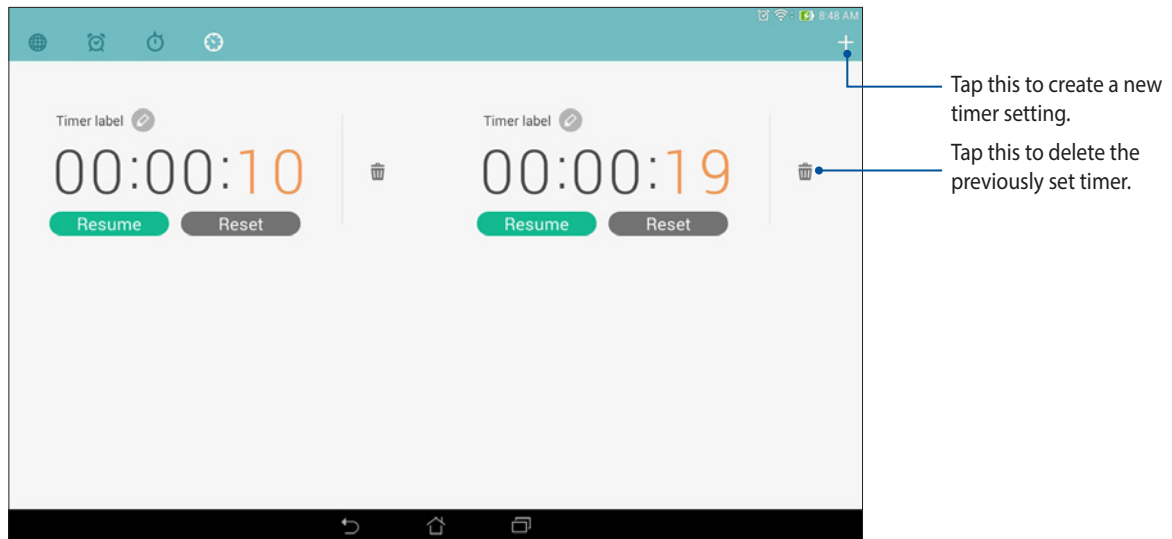 8:48 AM
Tap this to create a new
timer setting.
Timer label
Timer label
00:00:10
00:00:19
Tap this to delete the
previously set timer.
Resume
Reset
Resume
Reset